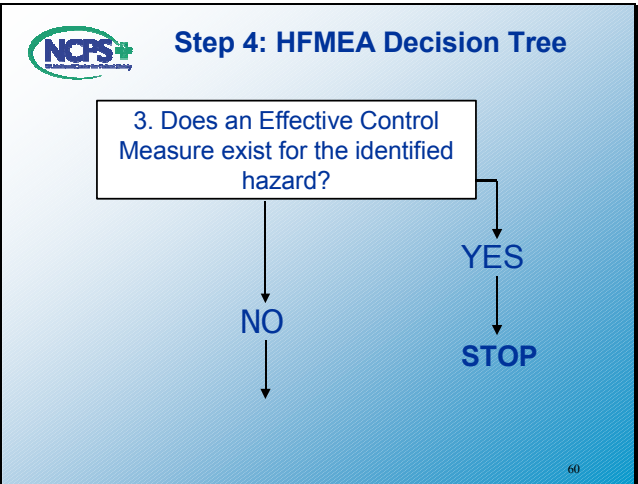 NCPS
Step 4: HFMEA Decision Tree
3. Does an Effective Control
Measure exist for the identified
hazard?
YES
NO
STOP
60